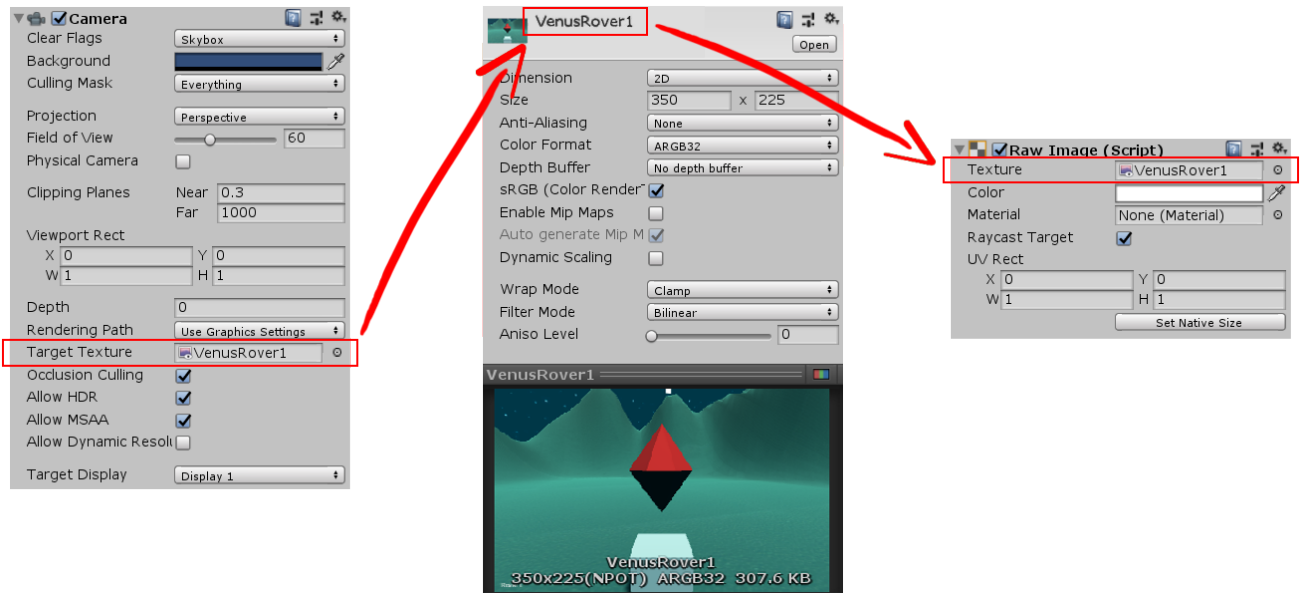 Camera
Clear Flags Skybox
Background
Culling Mask Everything
Projection Perspective
Field of View 60
Physical Camera
Clipping Planes Near 0.3
Far 1000
Viewport Rect
X 0 Y 0
W 1 H 1
Depth 0
Rendering Path Use Graphics Settings
Target Texture VenusRover1
Occlusion Culling
Allow HDR
Allow MSAA
Allow Dynamic Resolu
Target Display Display 1
VenusRover1
Open
Dimension 2D
Size 350 x 225
Anti-Aliasing None
Color Format ARGB32
Depth Buffer No depth buffer
sRGB (Color RenderT
Enable Mip Maps
Auto generate Mip M
Dynamic Scaling
Wrap Mode Clamp
Filter Mode Bilinear
Aniso Level 0
VenusRover1
VenusRover1
350x225(NPOT) ARGB32 307.6 KB
Raw Image (Script)
Texture VenusRover1
Color
Material None (Material)
Raycast Target
UV Rect
X 0 Y 0
W 1 H 1
Set Native Size